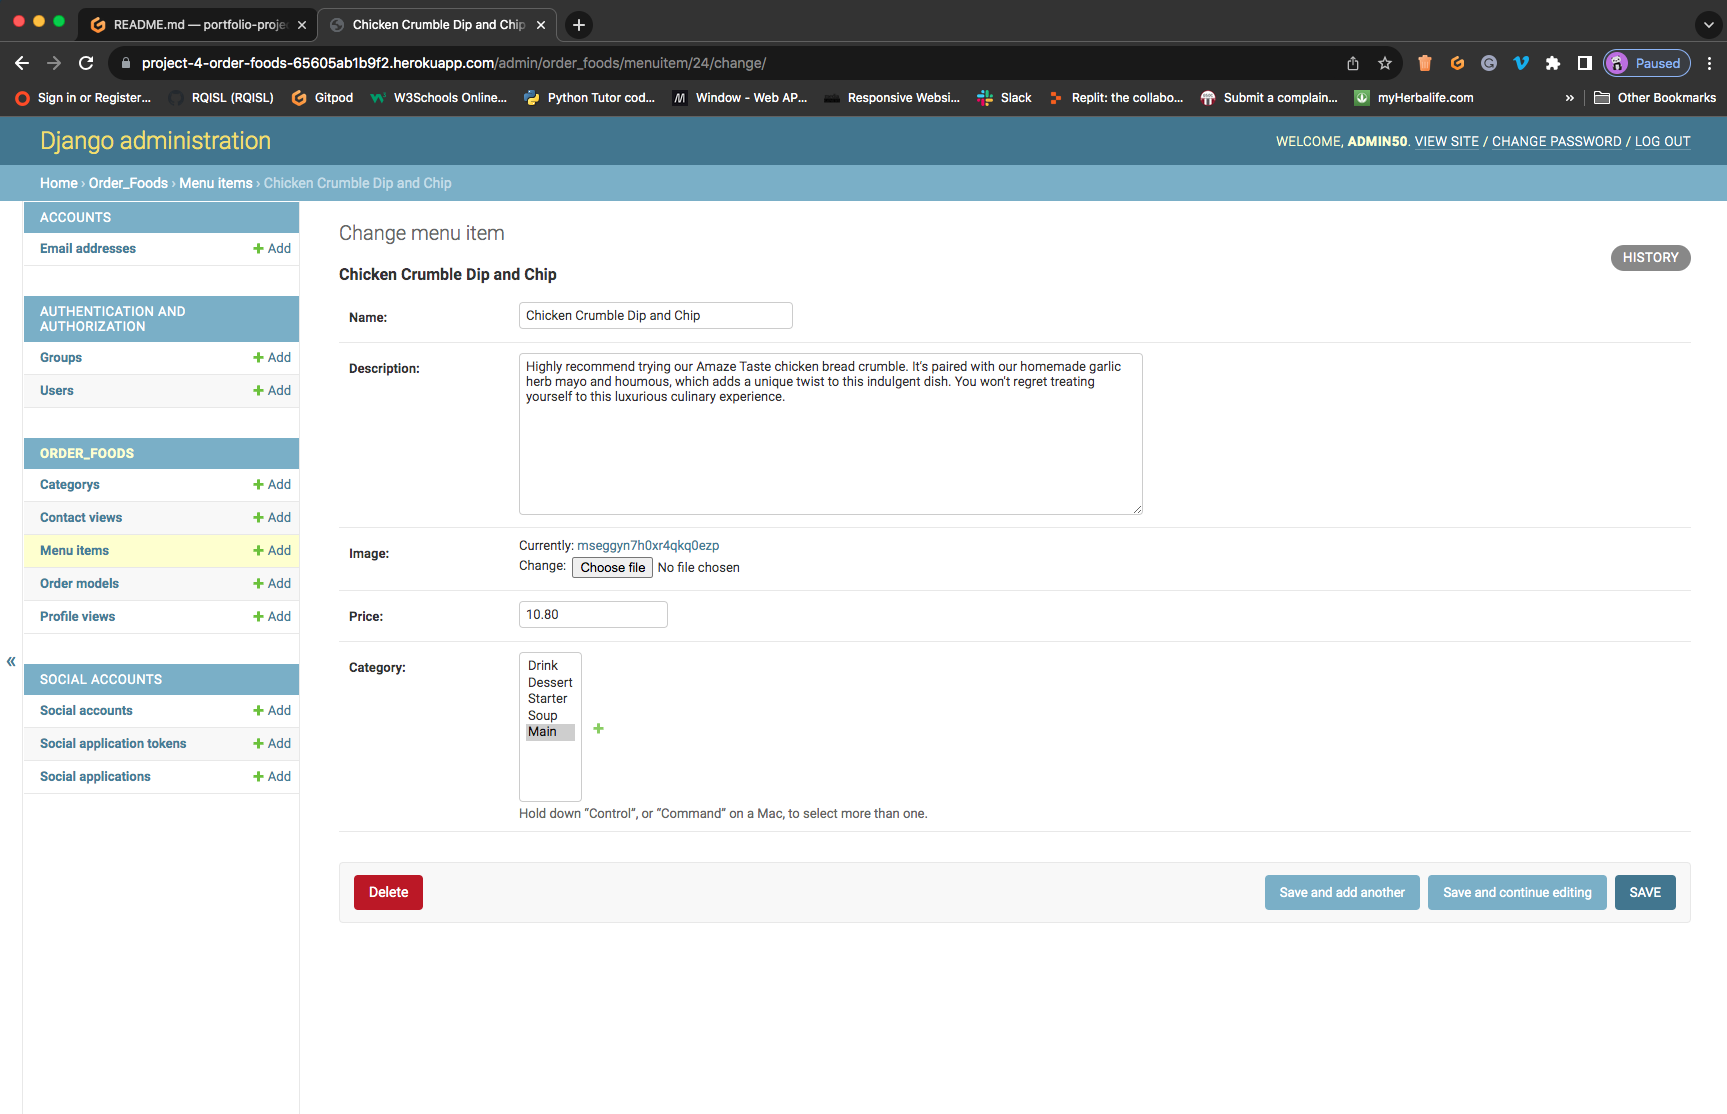 README.md — portfolio-proje
Chicken Crumble Dip and Chip
project-4-order-foods-65605ab1b9f2.herokuapp.com/admin/order_foods/menuitem/24/change/
Paused
Sign in or Register...
RQISL (RQISL)
Gitpod
W3Schools Online...
Python Tutor cod...
Window - Web AP...
Responsive Websi...
Slack
Replit: the collabo...
Submit a complain...
myHerbalife.com
»
Other Bookmarks
Django administration
WELCOME, ADMIN50. VIEW SITE / CHANGE PASSWORD / LOG OUT
Home › Order_Foods › Menu items › Chicken Crumble Dip and Chip
ACCOUNTS
Email addresses
Add
AUTHENTICATION AND
AUTHORIZATION
Groups
Add
Users
Add
ORDER_FOODS
Categorys
Add
Contact views
Add
Menu items
Add
Order models
Add
Profile views
Add
«
SOCIAL ACCOUNTS
Social accounts
Add
Social application tokens
Add
Social applications
Add
Change menu item
HISTORY
Chicken Crumble Dip and Chip
Name:
Chicken Crumble Dip and Chip
Description:
Highly recommend trying our Amaze Taste chicken bread crumble. It's paired with our homemade garlic
herb mayo and houmous, which adds a unique twist to this indulgent dish. You won't regret treating
yourself to this luxurious culinary experience.
Image:
Currently: mseggyn7h0xr4qkq0ezp
Change: Choose file No file chosen
Price:
10.80
Category:
Drink
Dessert
Starter
Soup
Main
Hold down “Control”, or “Command” on a Mac, to select more than one.
Delete
Save and add another
Save and continue editing
SAVE